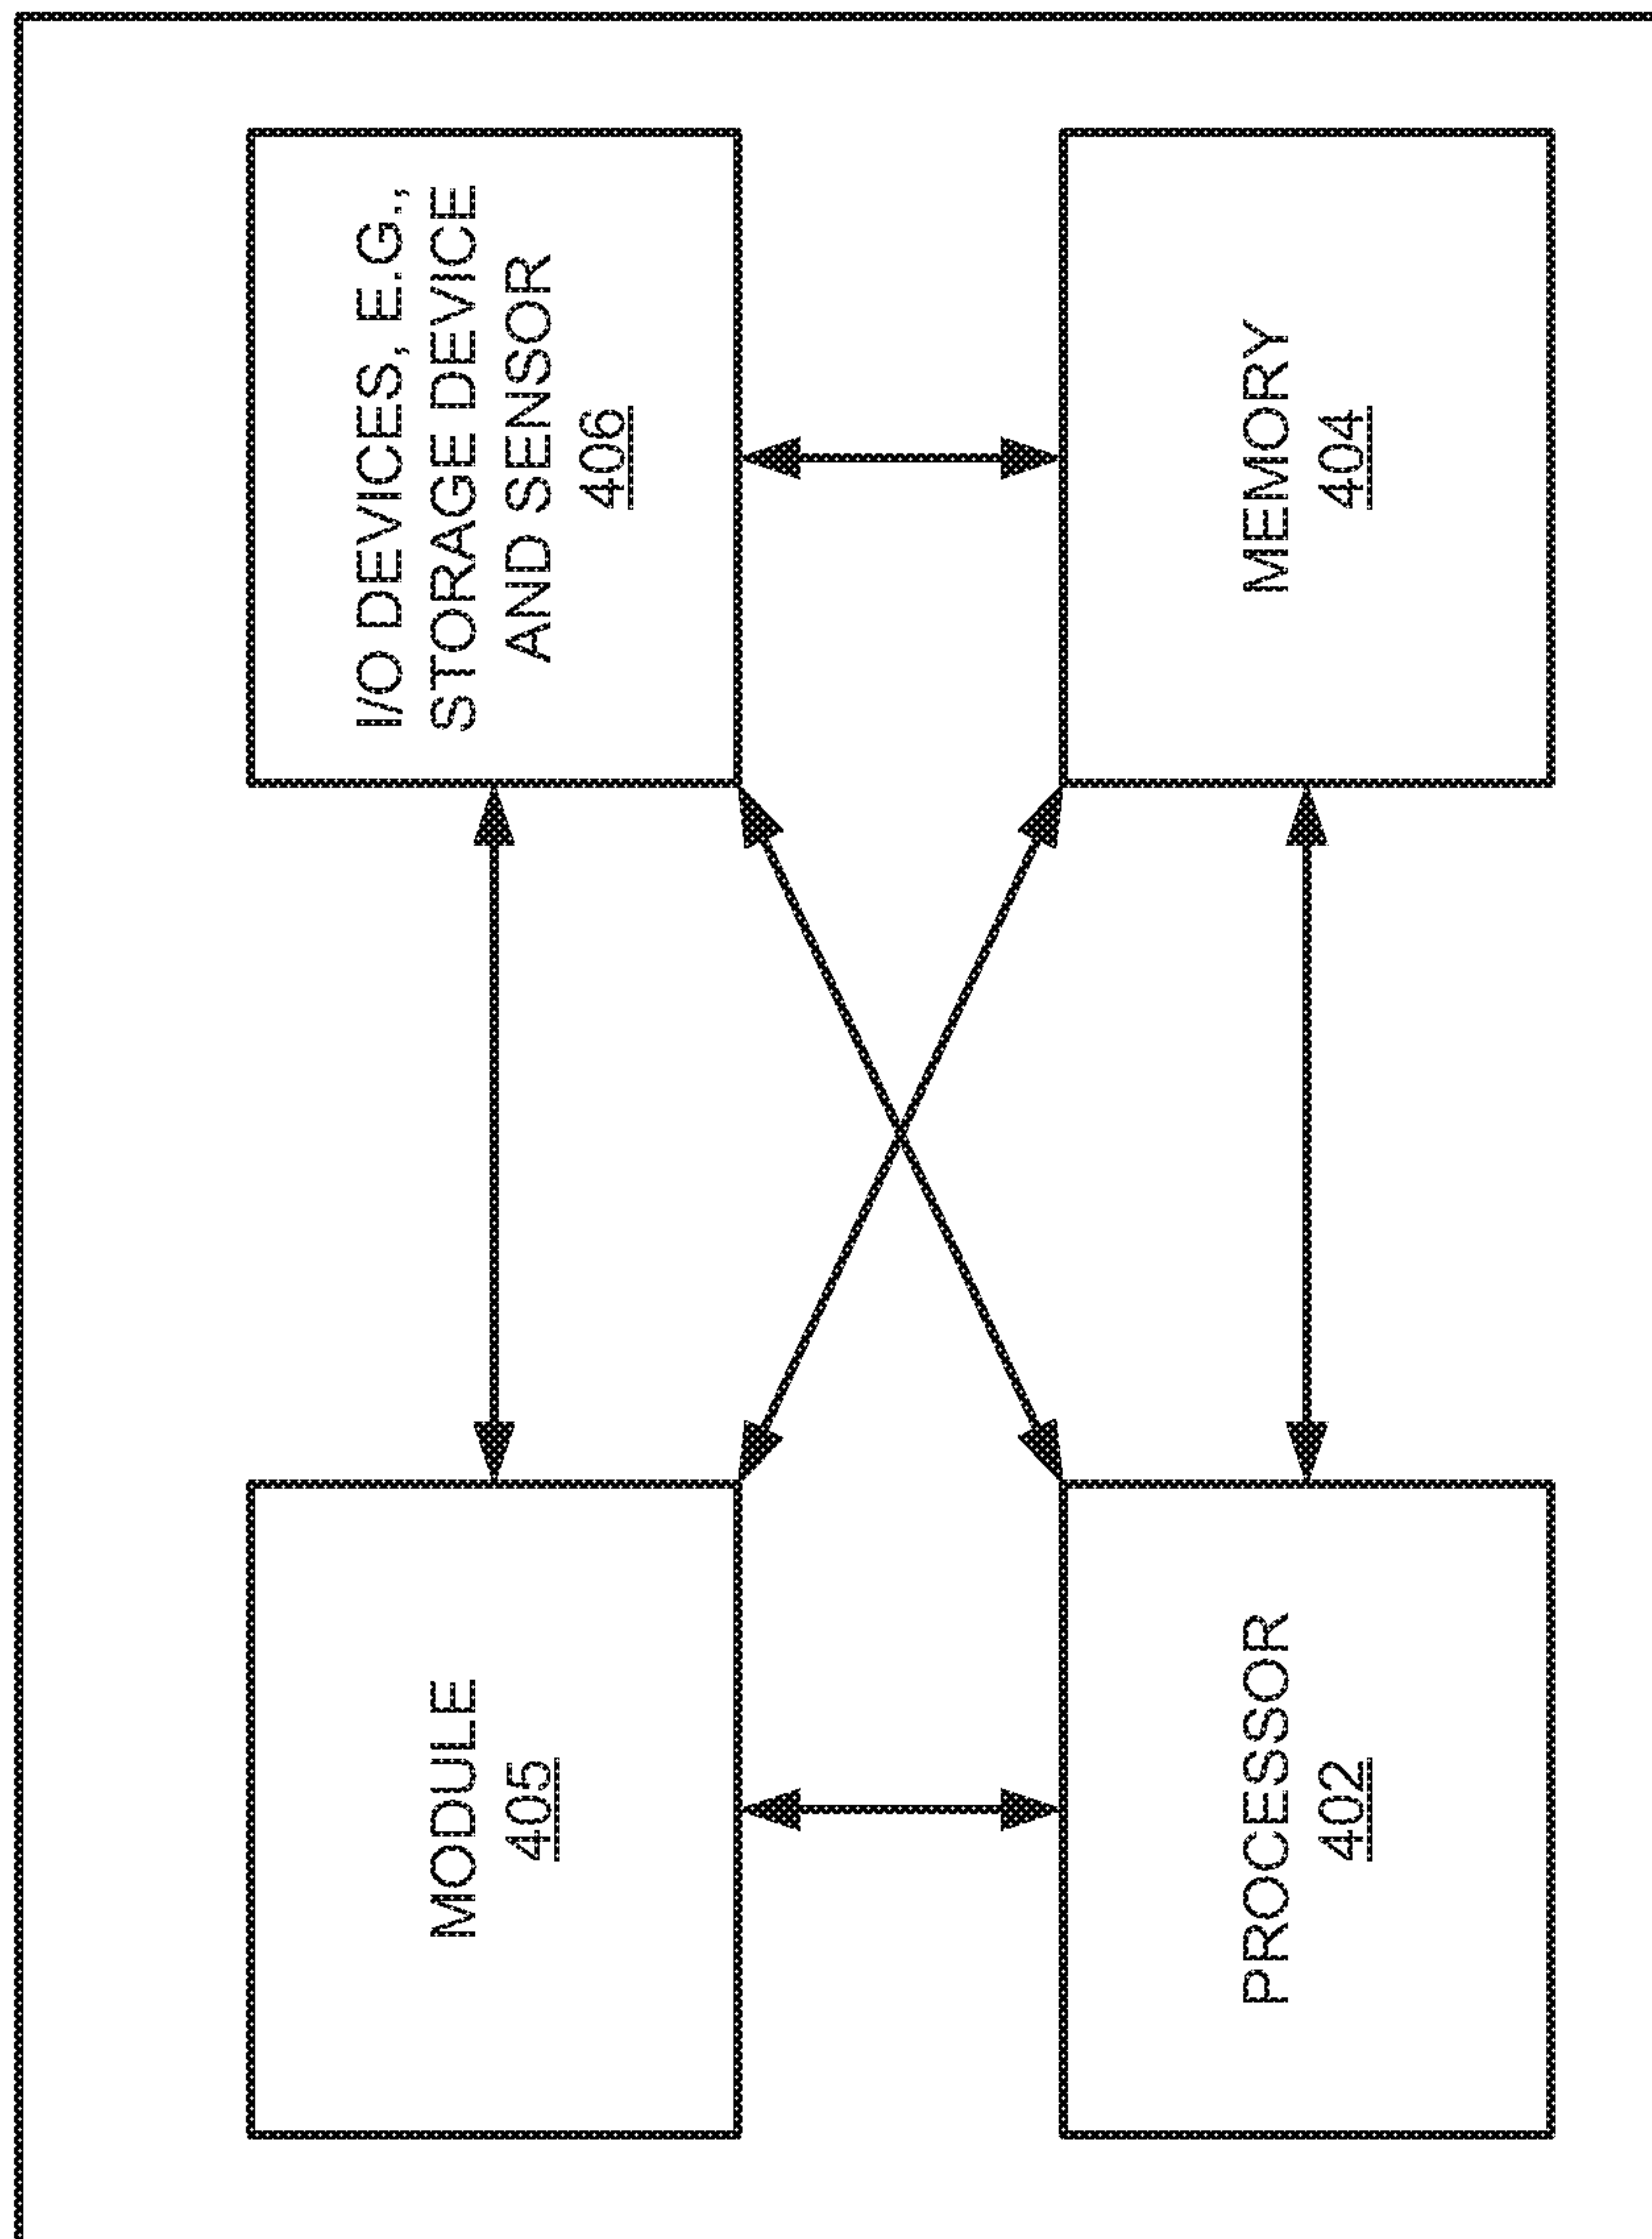 MODULE
405
I/O DEVICES, E.G.,
STORAGE DEVICE
AND SENSOR
406
PROCESSOR
402
MEMORY
404